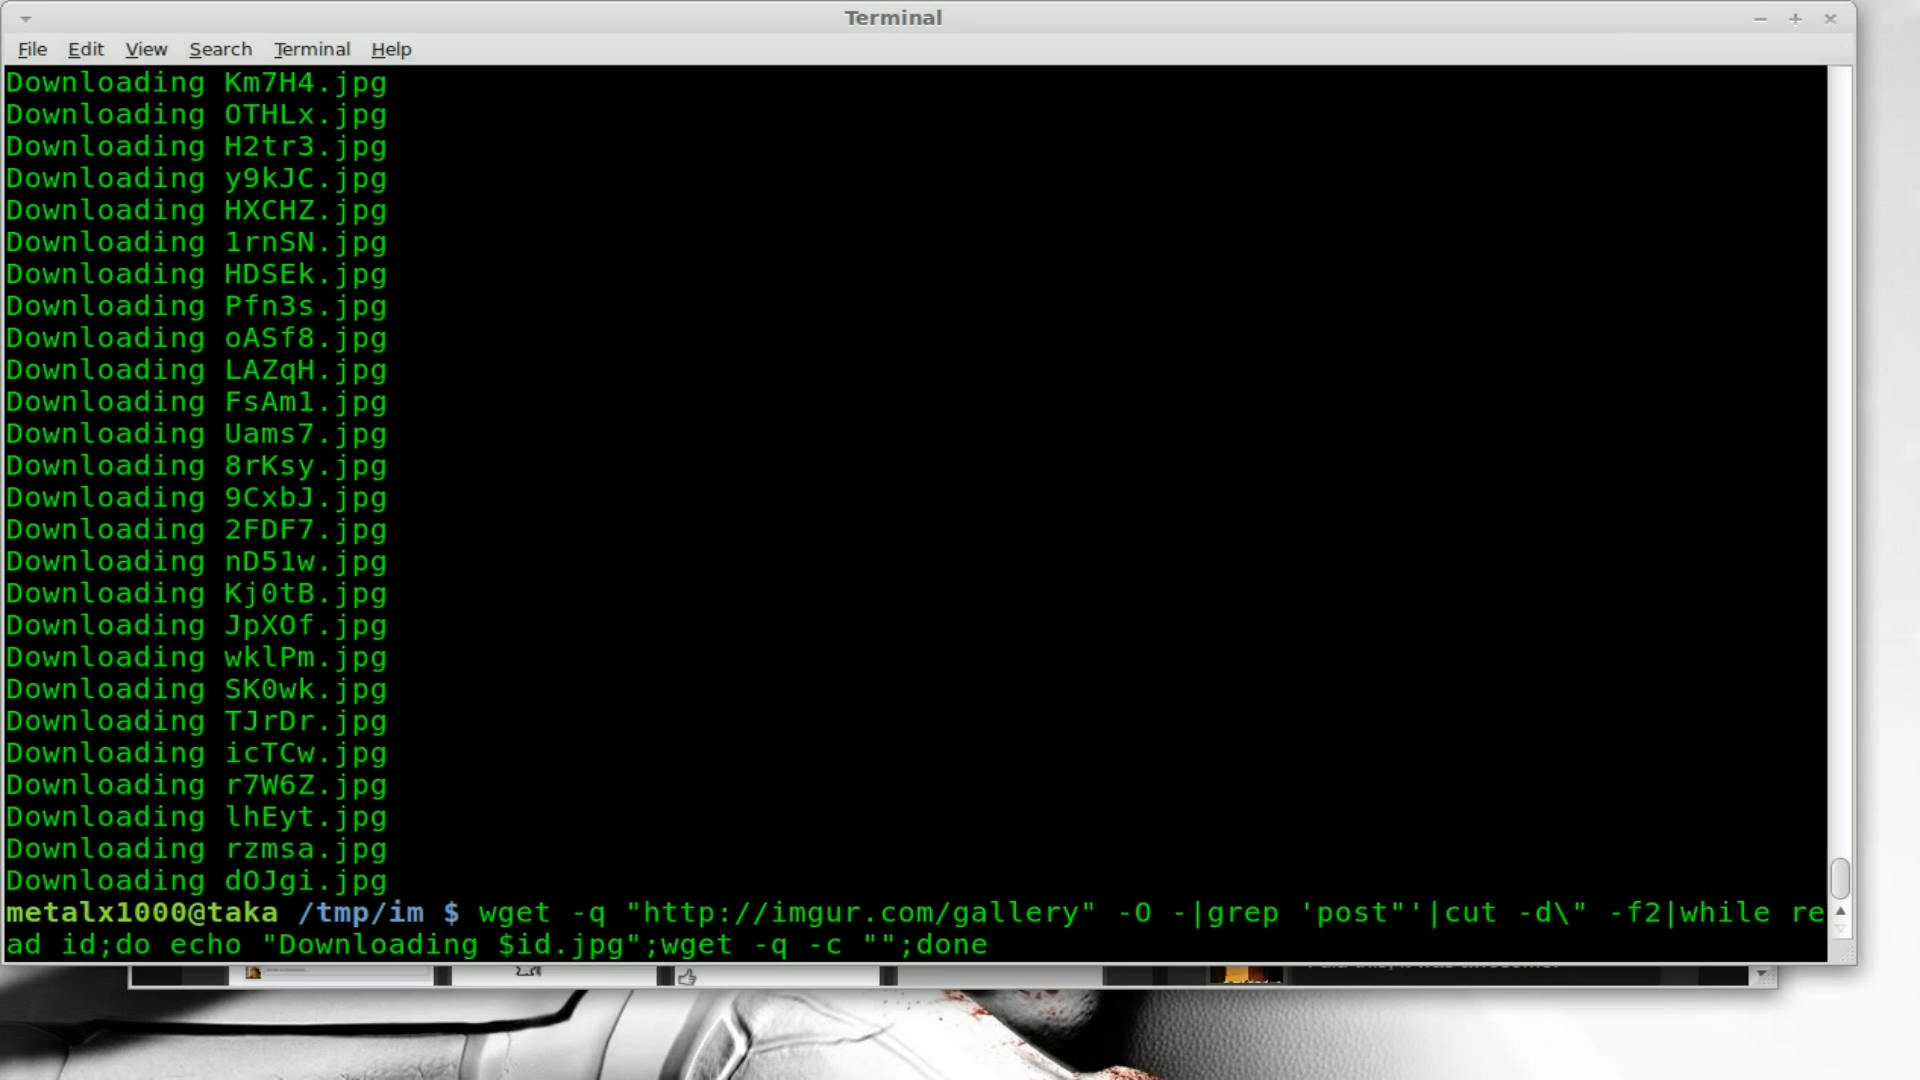 Terminal
File Edit View Search Terminal Help
Downloading Km7H4.jpg
Downloading OTHLx.jpg
Downloading H2tr3.jpg
Downloading y9kJC.jpg
Downloading HXCHZ.jpg
Downloading 1rnSN.jpg
Downloading HDSEk.jpg
Downloading Pfn3s.jpg
Downloading oASf8.jpg
Downloading LAZqH.jpg
Downloading FsAm1.jpg
Downloading Uams7.jpg
Downloading 8rKsy.jpg
Downloading 9CxbJ.jpg
Downloading 2FDF7.jpg
Downloading nD51w.jpg
Downloading Kj0tB.jpg
Downloading JpXOf.jpg
Downloading wklPm.jpg
Downloading SK0wk.jpg
Downloading TJrDr.jpg
Downloading icTCw.jpg
Downloading r7W6Z.jpg
Downloading lhEyt.jpg
Downloading rzmsa.jpg
Downloading dOJgi.jpg
metalx1000@taka /tmp/im $ wget -q "http://imgur.com/gallery" -O -|grep 'post"'|cut -d\" -f2|while re
ad id;do echo "Downloading $id.jpg";wget -q -c "";done